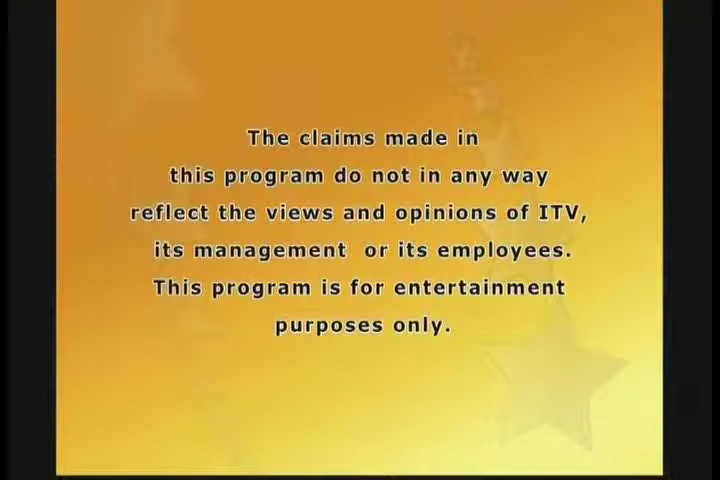 The claims made in
this program do not in any way
reflect the views and opinions of ITV,
its management or its employees.
This program is for entertainment
purposes only.